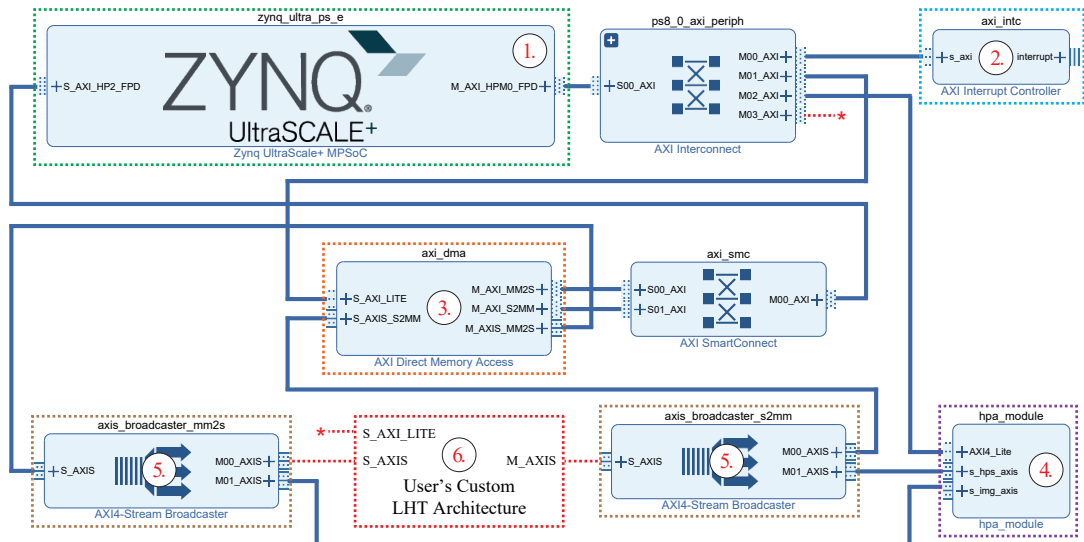 zynq_ultra_ps_e
1.
S_AXI_HP2_FPD
M_AXI_HPM0_FPD
ZYNQ®
UltraSCALE+
Zynq UltraScale+ MPSoC
ps8_0_axi_periph
S00_AXI
M00_AXI
M01_AXI
M02_AXI
M03_AXI
*
AXI Interconnect
axi_intc
s_axi
2.
interrupt
AXI Interrupt Controller
axi_dma
S_AXI_LITE
S_AXIS_S2MM
3.
M_AXI_MM2S
M_AXI_S2MM
M_AXIS_MM2S
AXI Direct Memory Access
axi_smc
S00_AXI
S01_AXI
M00_AXI
AXI SmartConnect
axis_broadcaster_mm2s
S_AXIS
5.
M00_AXIS
M01_AXIS
AXI4-Stream Broadcaster
*
S_AXI_LITE
S_AXIS
6.
M_AXIS
User's Custom
LHT Architecture
axis_broadcaster_s2mm
S_AXIS
5.
M00_AXIS
M01_AXIS
AXI4-Stream Broadcaster
hpa_module
AXI4_Lite
s_hps_axis
s_img_axis
4.
hpa_module